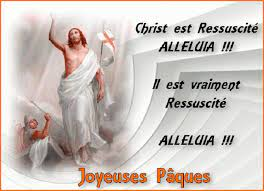 Christ est Ressuscité
ALLELUIA !!!
Il est vraiment
Ressuscité
ALLELUIA !!!
Joyeuses Pâques